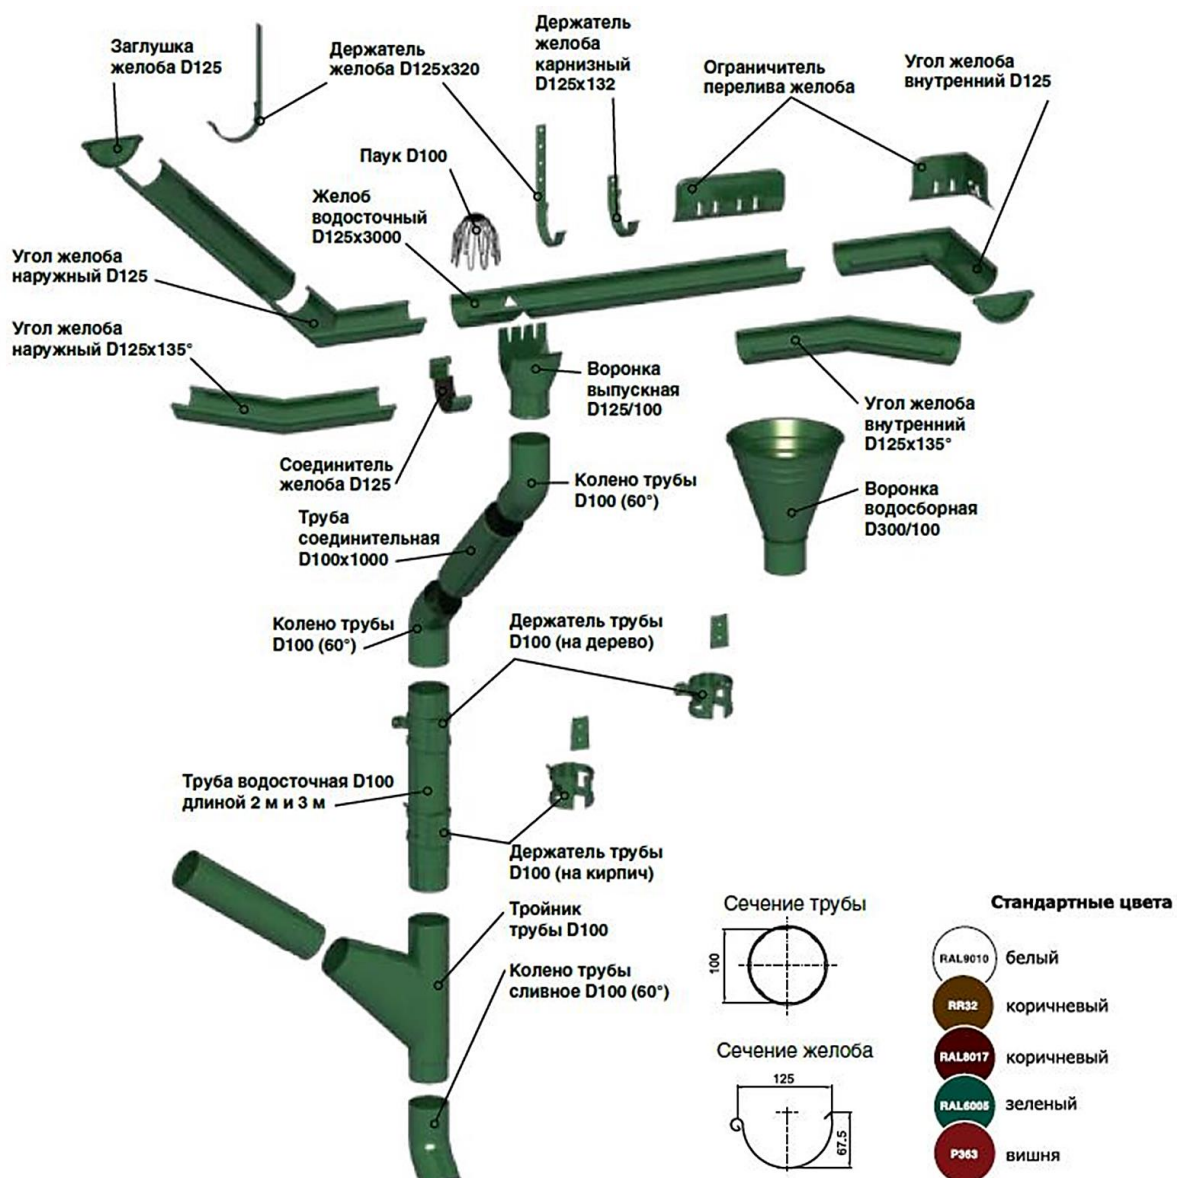 Заглушка
желоба D125
Держатель
желоба D125x320
Держатель
желоба
карнизный
D125x132
Ограничитель
перелива желоба
Угол желоба
внутренний D125
Паук D100
Желоб
водосточный
D125x3000
Угол желоба
наружный D125
Угол желоба
наружный D125x135°
Воронка
выпускная
D125/100
Угол желоба
внутренний
D125x135°
Соединитель
желоба D125
Колено трубы
D100 (60°)
Воронка
водосборная
D300/100
Труба
соединительная
D100x1000
Колено трубы
D100 (60°)
Держатель трубы
D100 (на дерево)
Труба водосточная D100
длиной 2 м и 3 м
Держатель трубы
D100 (на кирпич)
Тройник
трубы D100
Колено трубы
сливное D100 (60°)
Сечение трубы
100
Сечение желоба
125
67.5
Стандартные цвета
RAL9010 белый
RR32 коричневый
RAL8017 коричневый
RAL6005 зеленый
P363 вишня